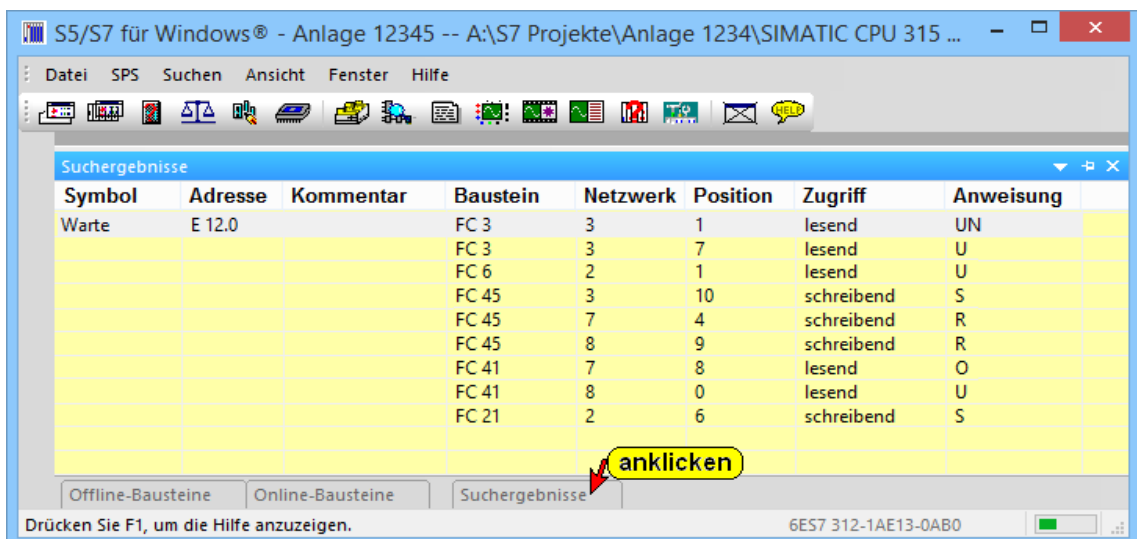 S5/S7 für Windows® - Anlage 12345 -- A:\S7 Projekte\Anlage 1234\SIMATIC CPU 315 ...
Datei SPS Suchen Ansicht Fenster Hilfe
HELP
Suchergebnisse
Symbol Adresse Kommentar Baustein Netzwerk Position Zugriff Anweisung
Warte E 12.0 FC 3 3 1 lesend UN
FC 3 3 7 lesend U
FC 6 2 1 lesend U
FC 45 3 10 schreibend S
FC 45 7 4 schreibend R
FC 45 8 9 schreibend R
FC 41 7 8 lesend O
FC 41 8 0 lesend U
FC 21 2 6 schreibend S
anklicken
Offline-Bausteine Online-Bausteine Suchergebnisse
Drücken Sie F1, um die Hilfe anzuzeigen. 6ES7 312-1AE13-0AB0